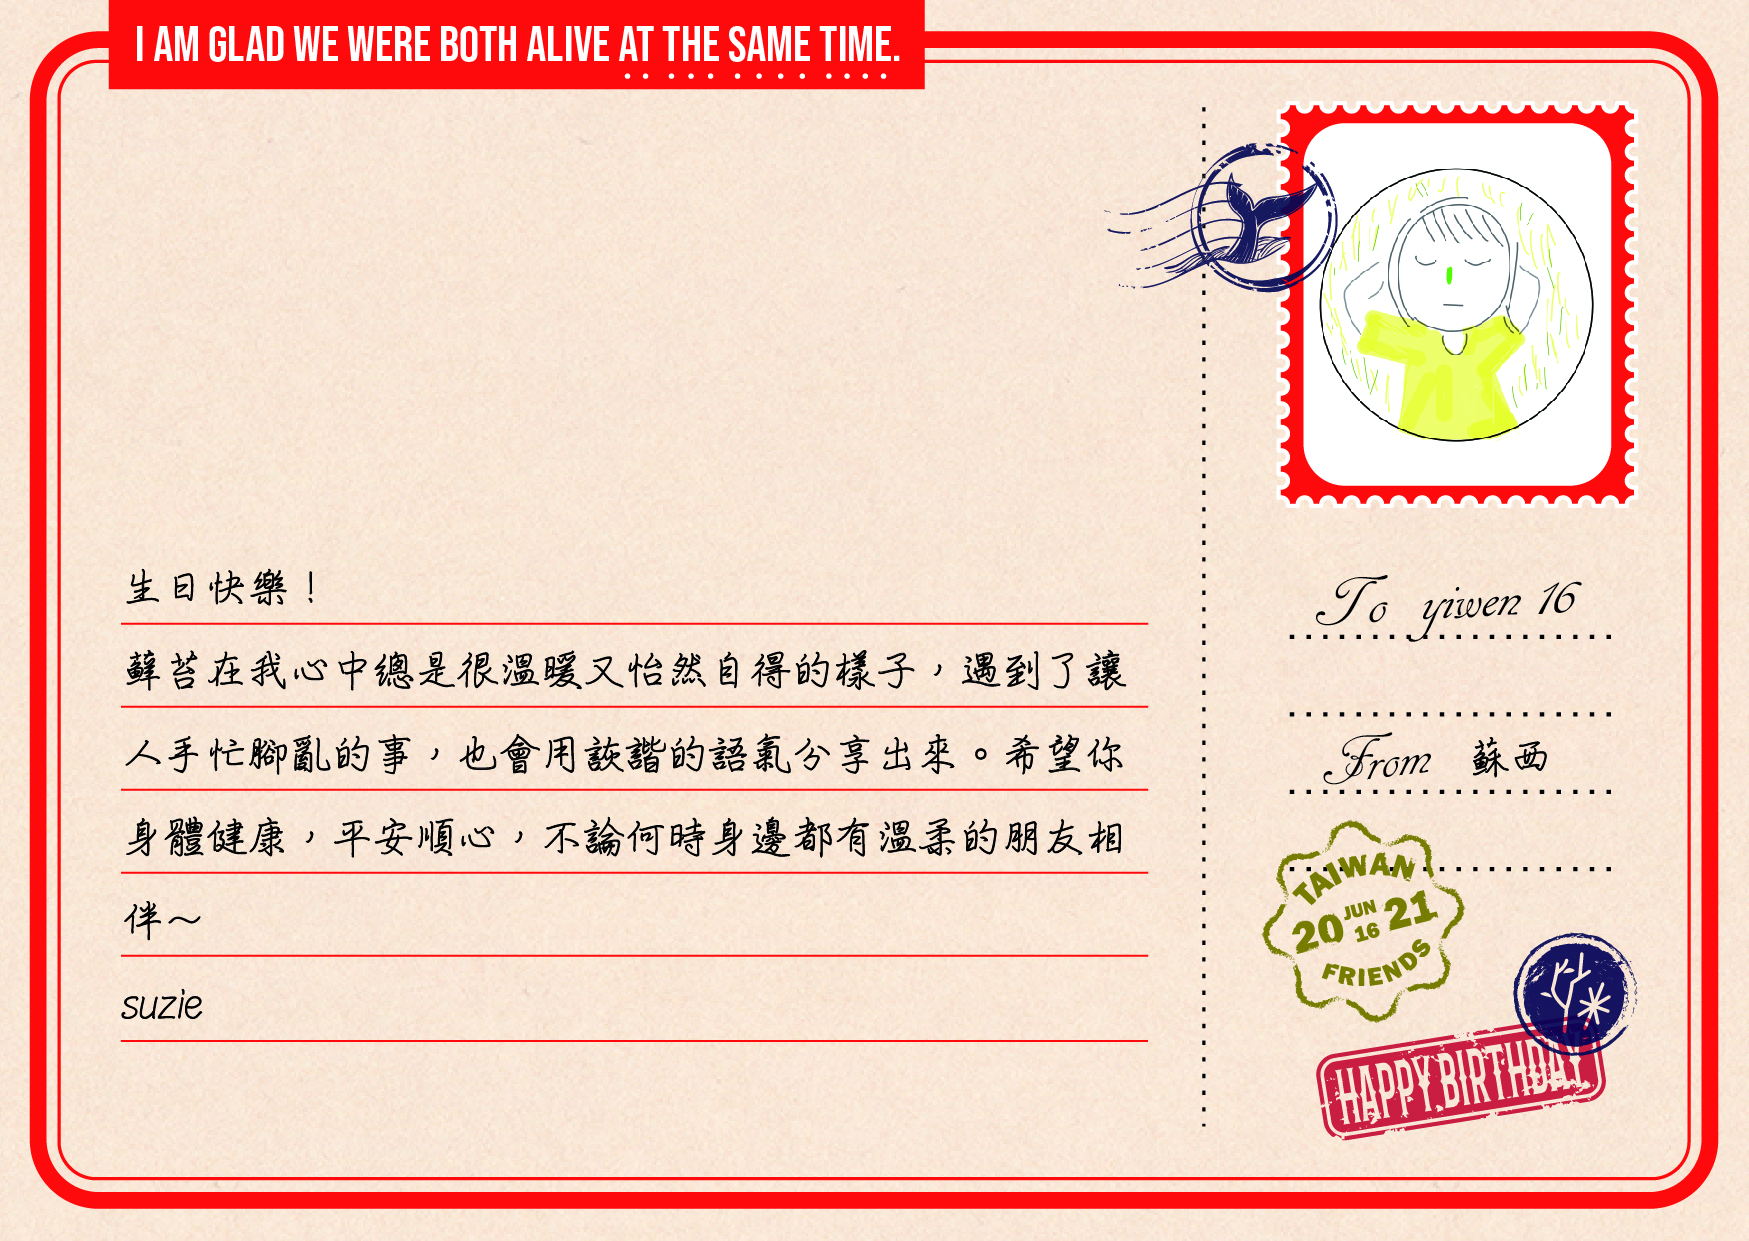 I AM GLAD WE WERE BOTH ALIVE AT THE SAME TIME.
生日快樂！
蘚苔在我心中總是很溫暖又怡然自得的樣子，遇到了讓
人手忙腳亂的事，也會用詼諧的語氣分享出來。希望你
身體健康，平安順心，不論何時身邊都有溫柔的朋友相
伴～
suzie
To yiwen 16
From 蘇西
TAIWAN
20 JUN 16 21
FRIENDS
HAPPY BIRTHDAY